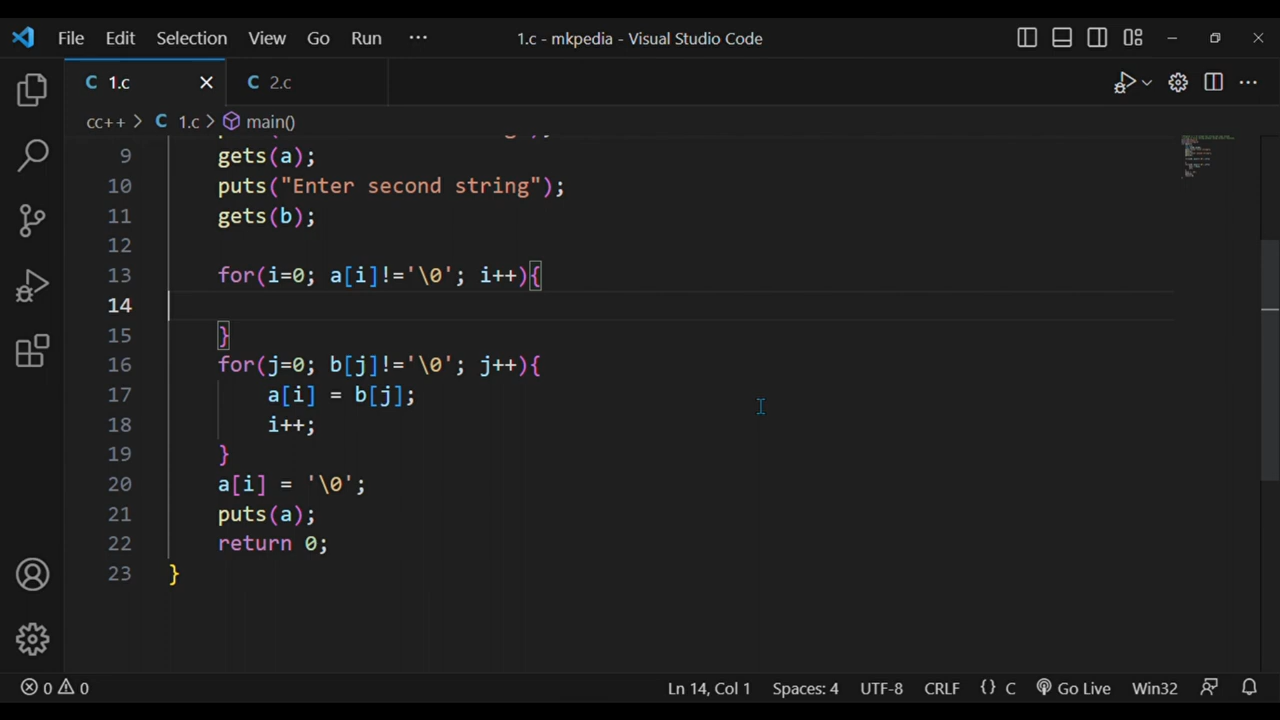 File Edit Selection View Go Run ··· 1.c - mkpedia - Visual Studio Code
C 1.c C 2.c
cc++ > C 1.c > main()
9 gets(a);
10 puts("Enter second string");
11 gets(b);
12
13 for(i=0; a[i]!='\0'; i++){
14
15 }
16 for(j=0; b[j]!='\0'; j++){
17 a[i] = b[j];
18 i++;
19 }
20 a[i] = '\0';
21 puts(a);
22 return 0;
23 }
0 0 Ln 14, Col 1 Spaces: 4 UTF-8 CRLF {} C Go Live Win32